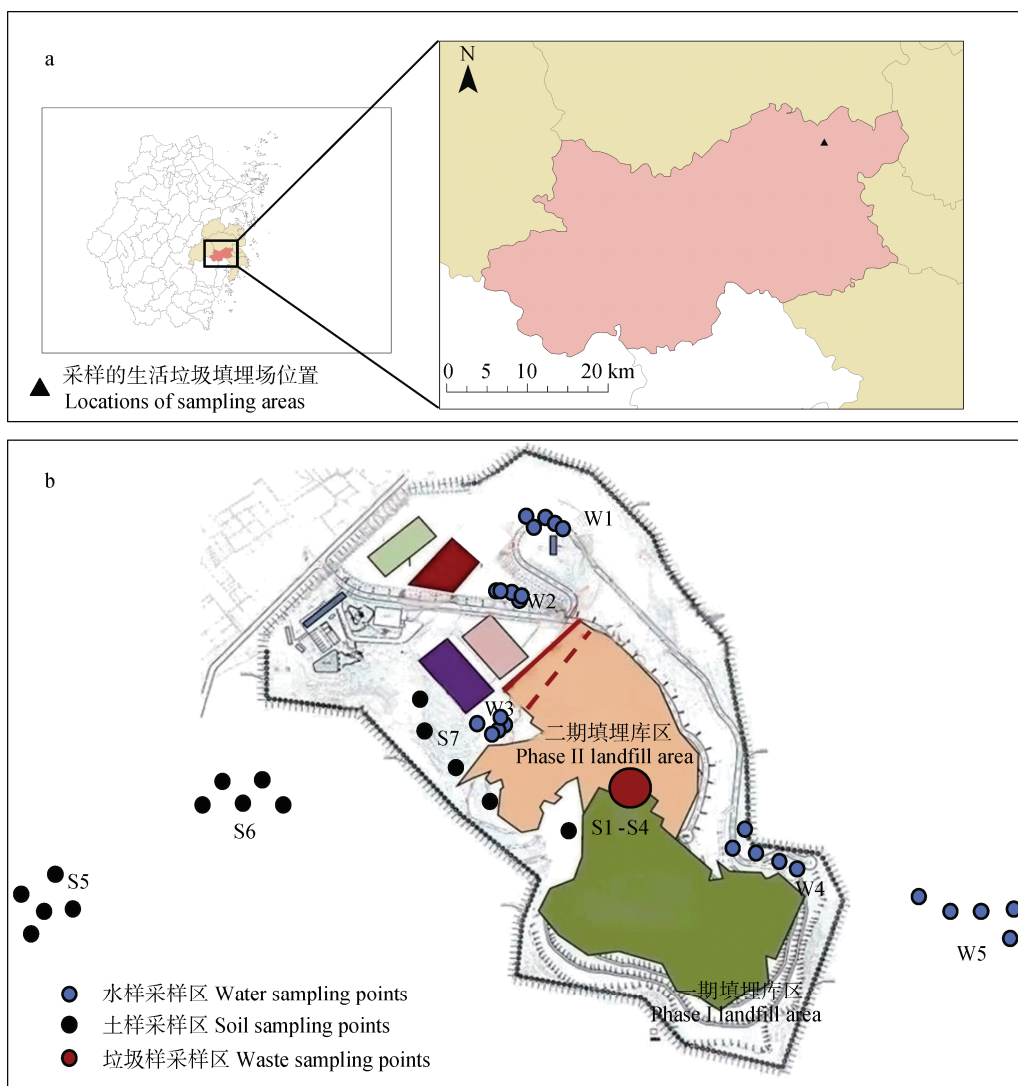 a
N
0 5 10 20 km
采样的生活垃圾填埋场位置
Locations of sampling areas
b
W1
W2
W3
S7
二期填埋库区
Phase II landfill area
S6
S1 -S4
S5
W4
W5
一期填埋库区
Phase I landfill area
水样采样区 Water sampling points
土样采样区 Soil sampling points
垃圾样采样区 Waste sampling points